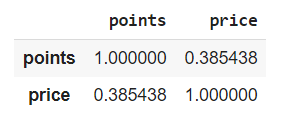 points price
points 1.000000 0.385438
price 0.385438 1.000000